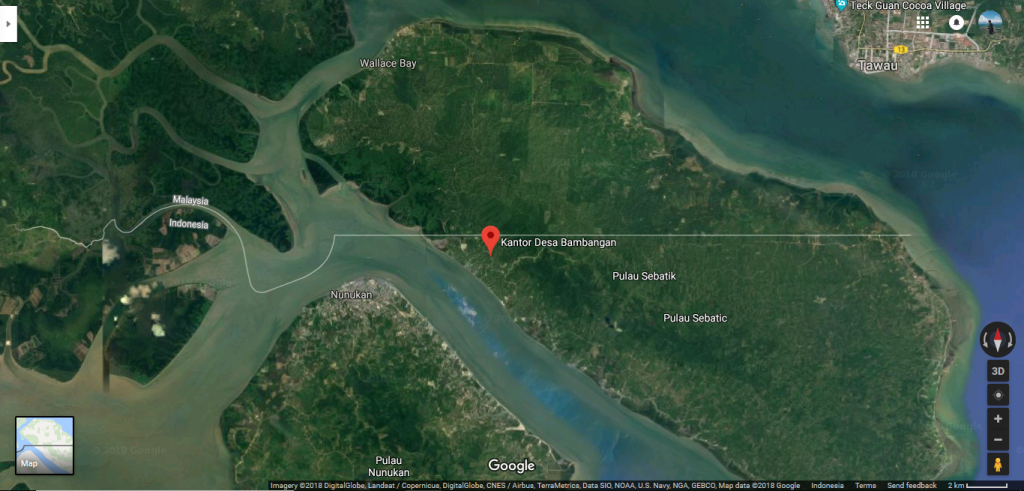 Teck Guan Cocoa Village
13
Tawau
Wallace Bay
Malaysia
Indonesia
Kantor Desa Bambangan
Pulau Sebatik
Nunukan
Pulau Sebatic
3D
Map
Pulau
Nunukan
Google
Imagery ©2018 DigitalGlobe, Landsat / Copernicus, DigitalGlobe, CNES / Airbus, TerraMetrics, Data SIO, NOAA, U.S. Navy, NGA, GEBCO, Map data ©2018 Google Indonesia Terms Send feedback 2 km